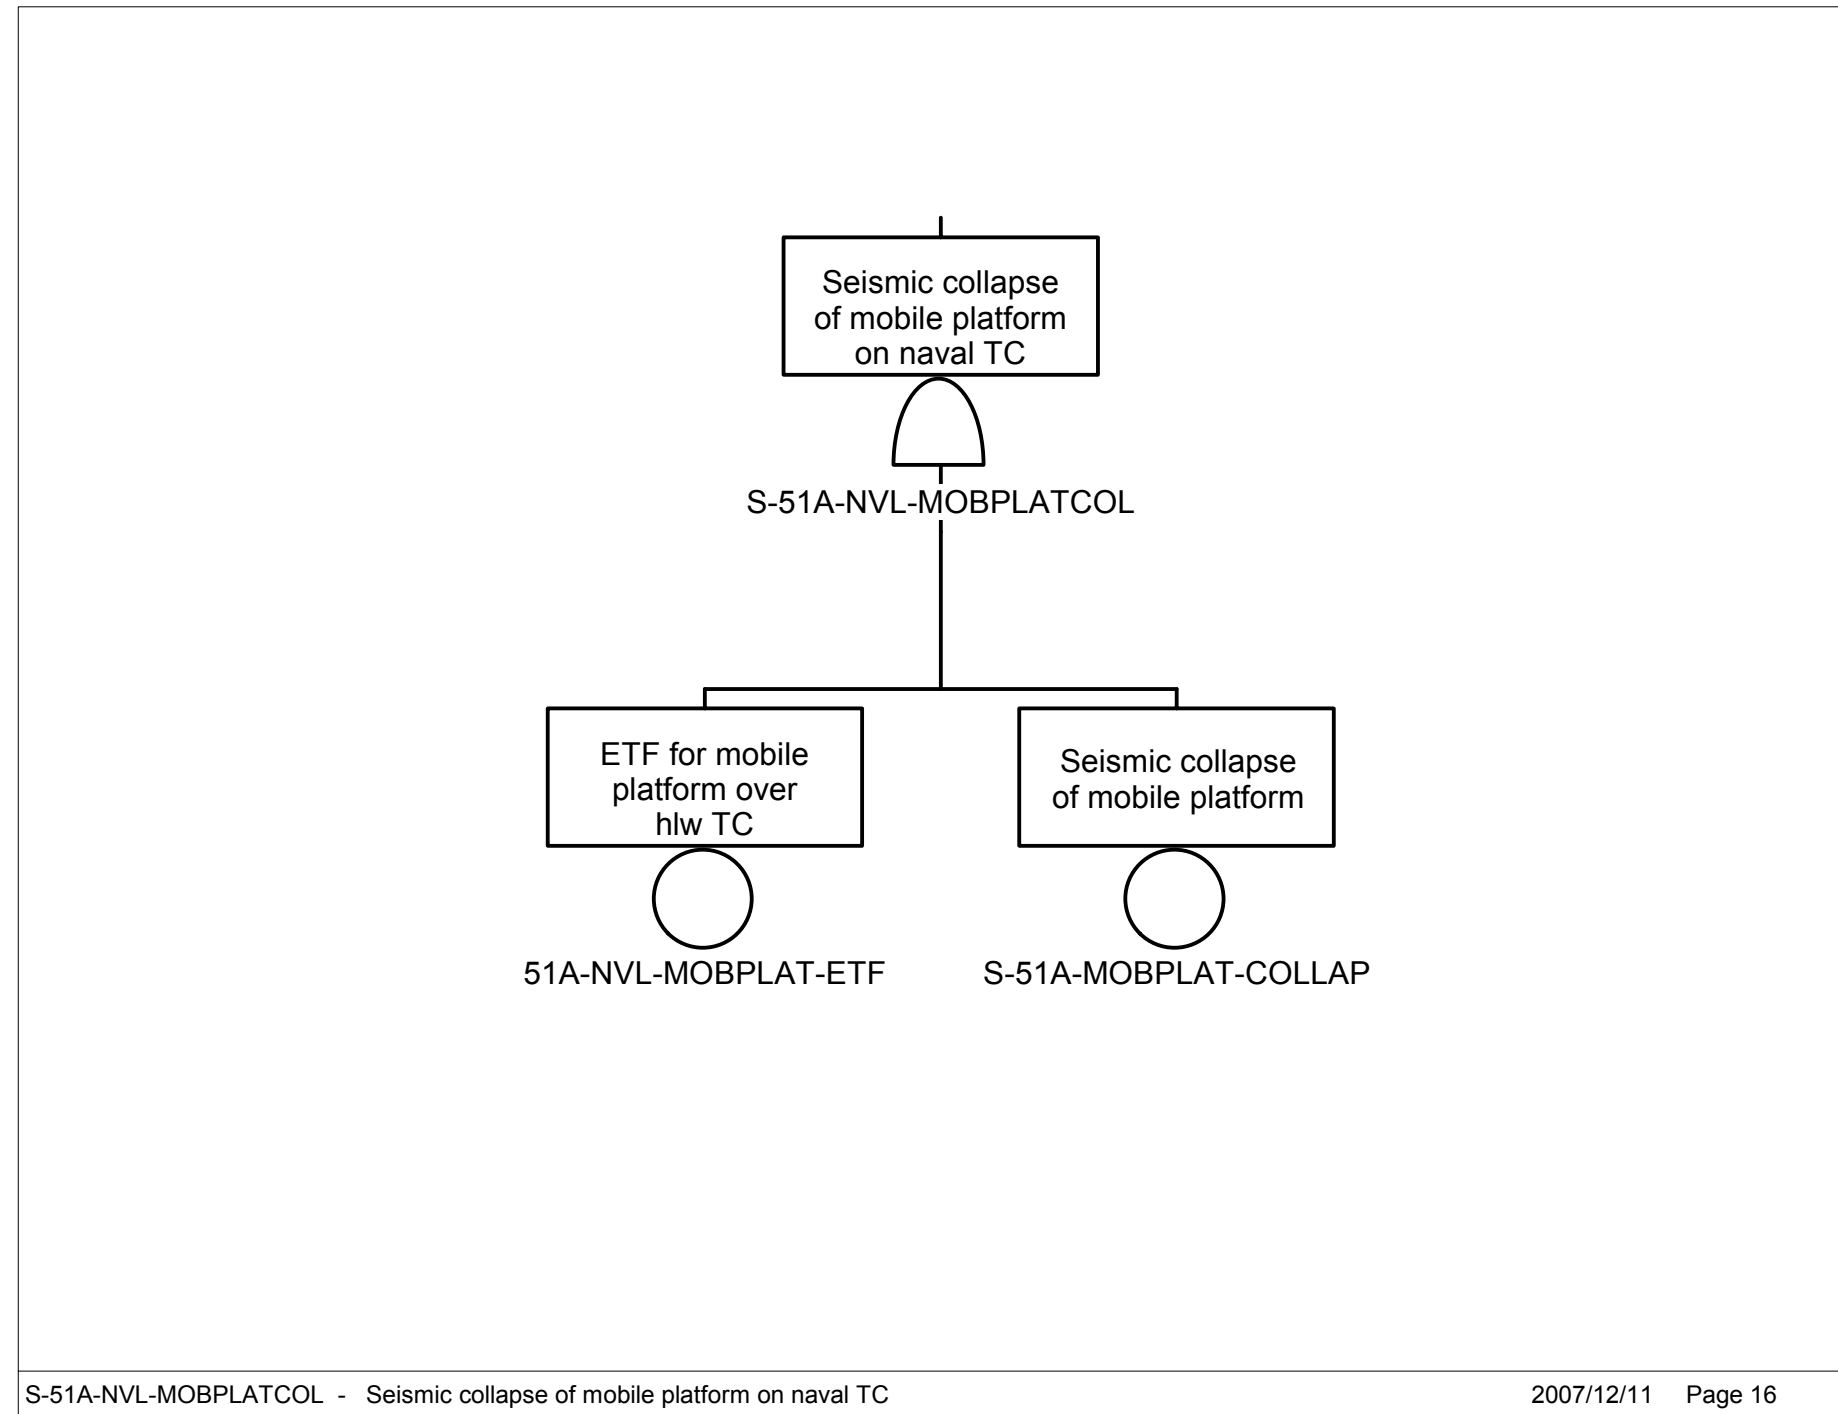 Seismic collapse
of mobile platform
on naval TC
S-51A-NVL-MOBPLATCOL
ETF for mobile
platform over
hlw TC
51A-NVL-MOBPLAT-ETF
Seismic collapse
of mobile platform
S-51A-MOBPLAT-COLLAP
S-51A-NVL-MOBPLATCOL - Seismic collapse of mobile platform on naval TC
2007/12/11 Page 16